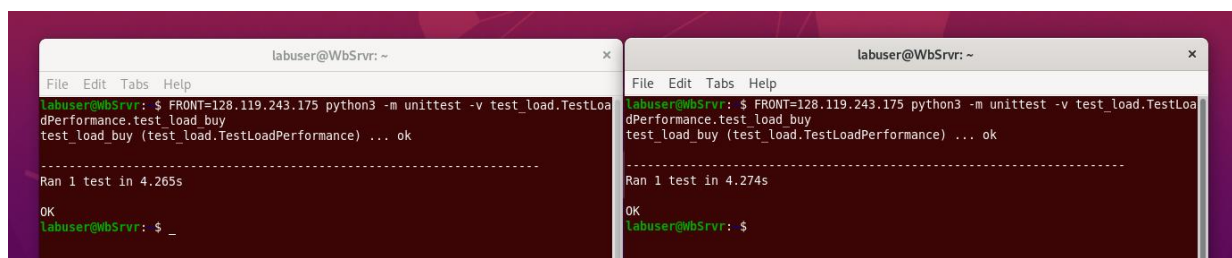 labuser@WbSrvr: ~ ×
File Edit Tabs Help
labuser@WbSrvr:~$ FRONT=128.119.243.175 python3 -m unittest -v test_load.TestLoa
dPerformance.test_load_buy
test_load_buy (test_load.TestLoadPerformance) ... ok
----------------------------------------------------------------------
Ran 1 test in 4.265s
OK
labuser@WbSrvr:~$ _
labuser@WbSrvr: ~ ×
File Edit Tabs Help
labuser@WbSrvr:~$ FRONT=128.119.243.175 python3 -m unittest -v test_load.TestLoa
dPerformance.test_load_buy
test_load_buy (test_load.TestLoadPerformance) ... ok
----------------------------------------------------------------------
Ran 1 test in 4.274s
OK
labuser@WbSrvr:~$